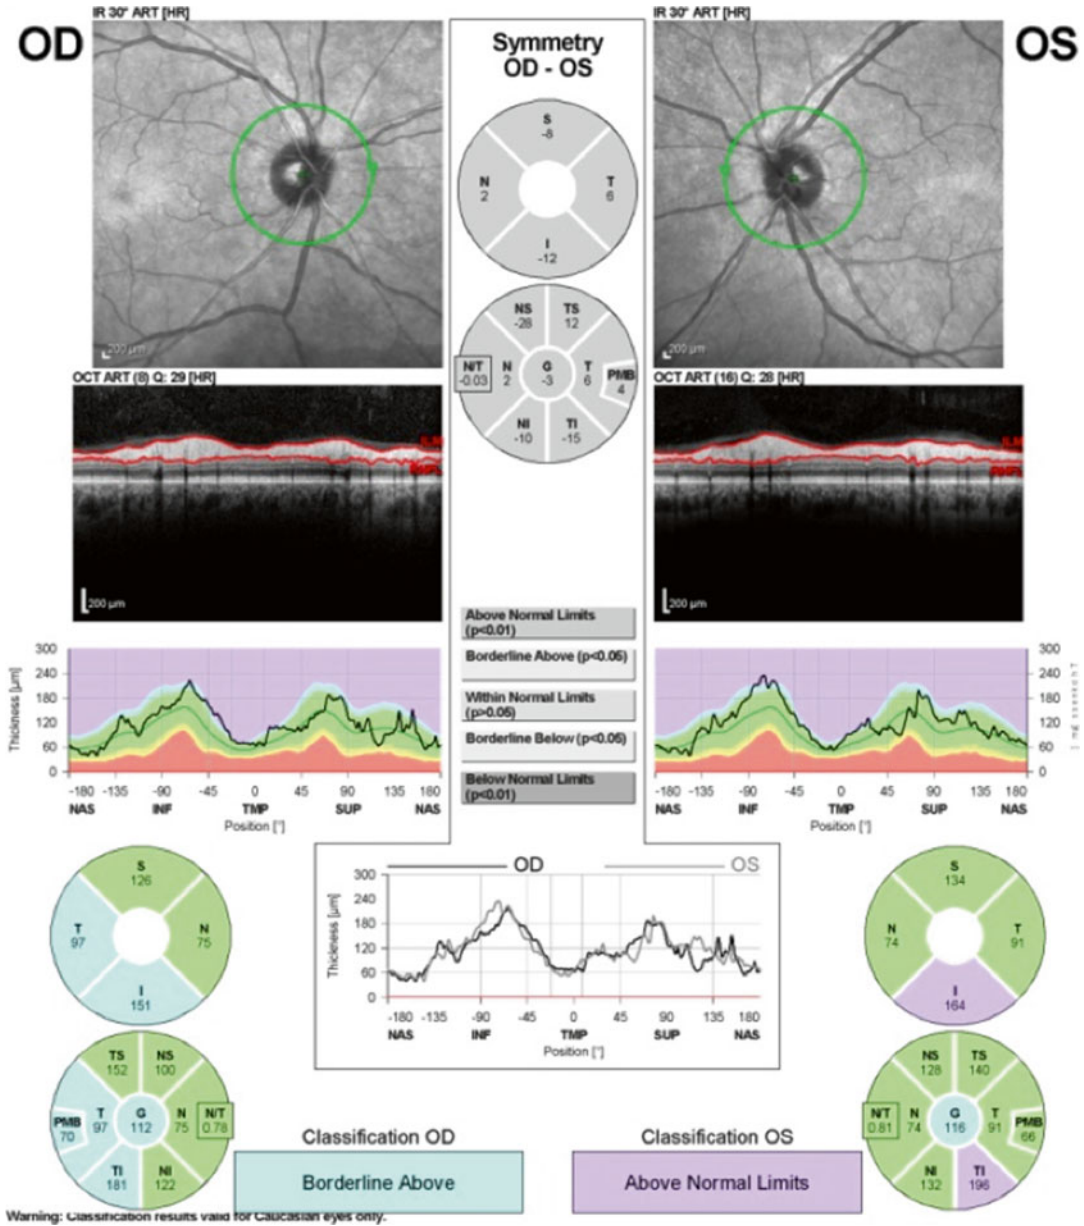 IR 30° ART [HR]
OD
200 µm
OCT ART (8) Q: 29 [HR]
ILM
RNFL
200 µm
Symmetry
OD - OS
S
-8
N
2
T
6
I
-12
NS
-28
TS
12
N/T
-0.03
N
2
G
-3
T
6
PMB
4
NI
-10
TI
-15
IR 30° ART [HR]
OS
200 µm
OCT ART (16) Q: 28 [HR]
ILM
RNFL
200 µm
Above Normal Limits
(p<0.01)
Borderline Above (p<0.05)
Within Normal Limits
(p>0.05)
Borderline Below (p<0.05)
Below Normal Limits
(p<0.01)
Thickness [µm]
300
240
180
120
60
0
-180 -135 -90 -45 0 45 90 135 180
NAS INF TMP SUP NAS
Position [°]
300
240
180
120
60
0
-180 -135 -90 -45 0 45 90 135 180
NAS INF TMP SUP NAS
Position [°]
OD OS
Thickness [µm]
300
240
180
120
60
0
-180 -135 -90 -45 0 45 90 135 180
NAS INF TMP SUP NAS
Position [°]
S
126
T
97
N
75
I
151
TS
152
NS
100
PMB
70
T
97
G
112
N
75
N/T
0.78
TI
181
NI
122
Classification OD
Borderline Above
S
134
N
74
T
91
I
164
NS
128
TS
140
N/T
0.81
N
74
G
116
T
91
PMB
66
NI
132
TI
196
Classification OS
Above Normal Limits
Warning: Classification results valid for Caucasian eyes only.